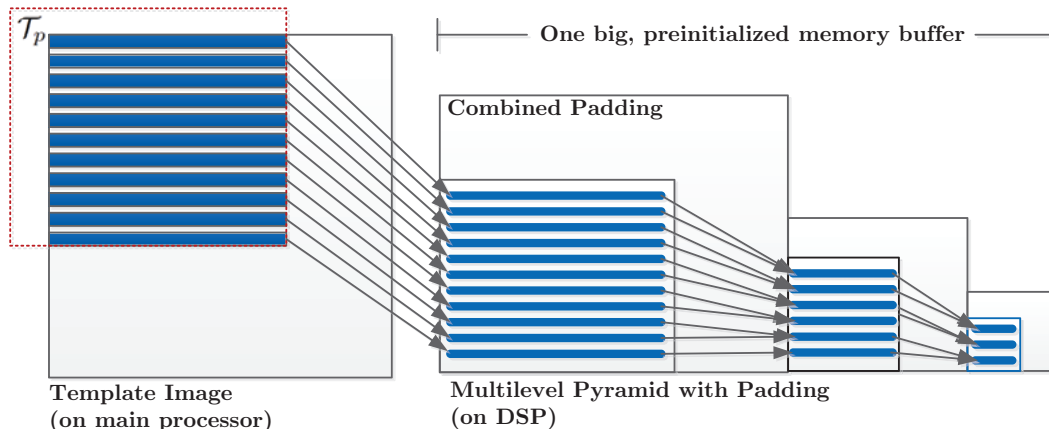 𝒯p
One big, preinitialized memory buffer
Combined Padding
Template Image
(on main processor)
Multilevel Pyramid with Padding
(on DSP)